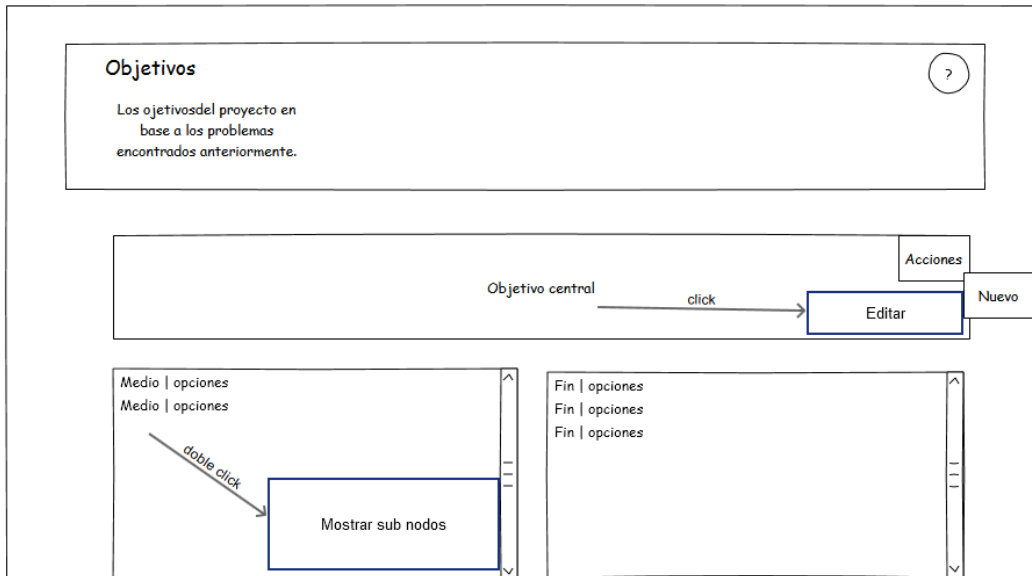 Objetivos
?
Los ojetivosdel proyecto en
base a los problemas
encontrados anteriormente.
Acciones
Nuevo
Objetivo central
click
Editar
Medio | opciones
Medio | opciones
doble click
Mostrar sub nodos
Fin | opciones
Fin | opciones
Fin | opciones